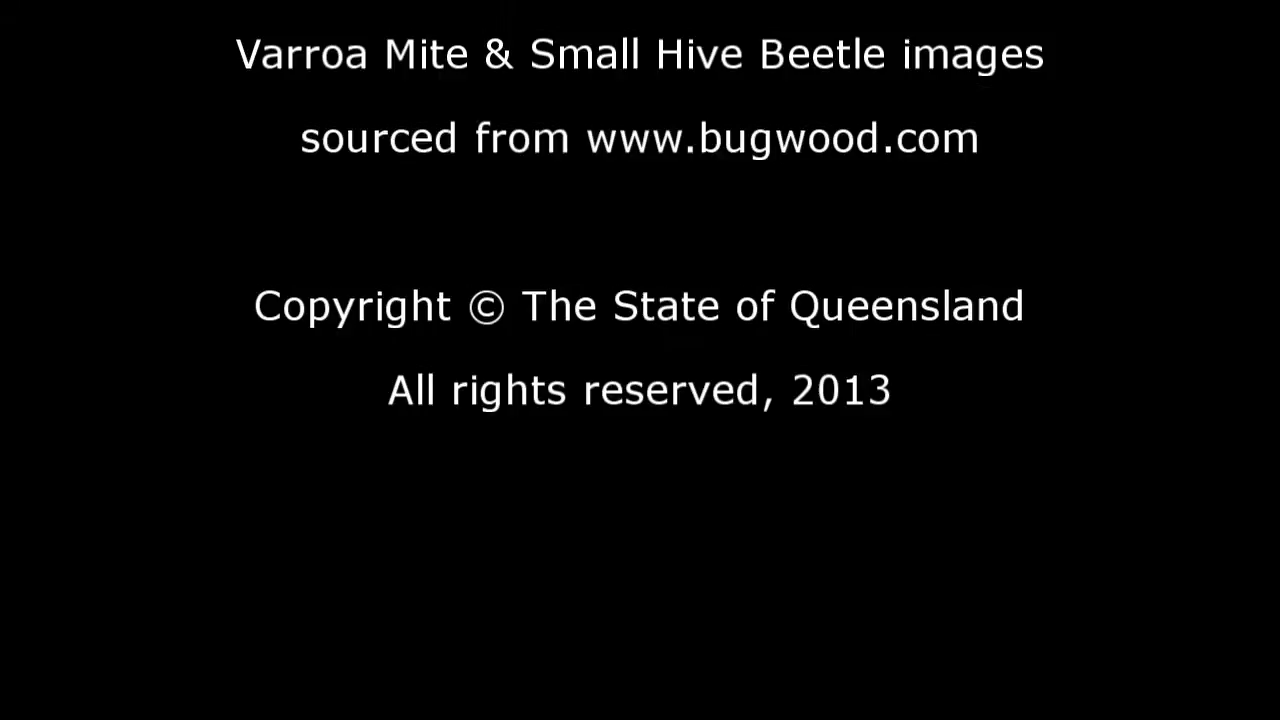 Varroa Mite & Small Hive Beetle images
sourced from www.bugwood.com
Copyright © The State of Queensland
All rights reserved, 2013